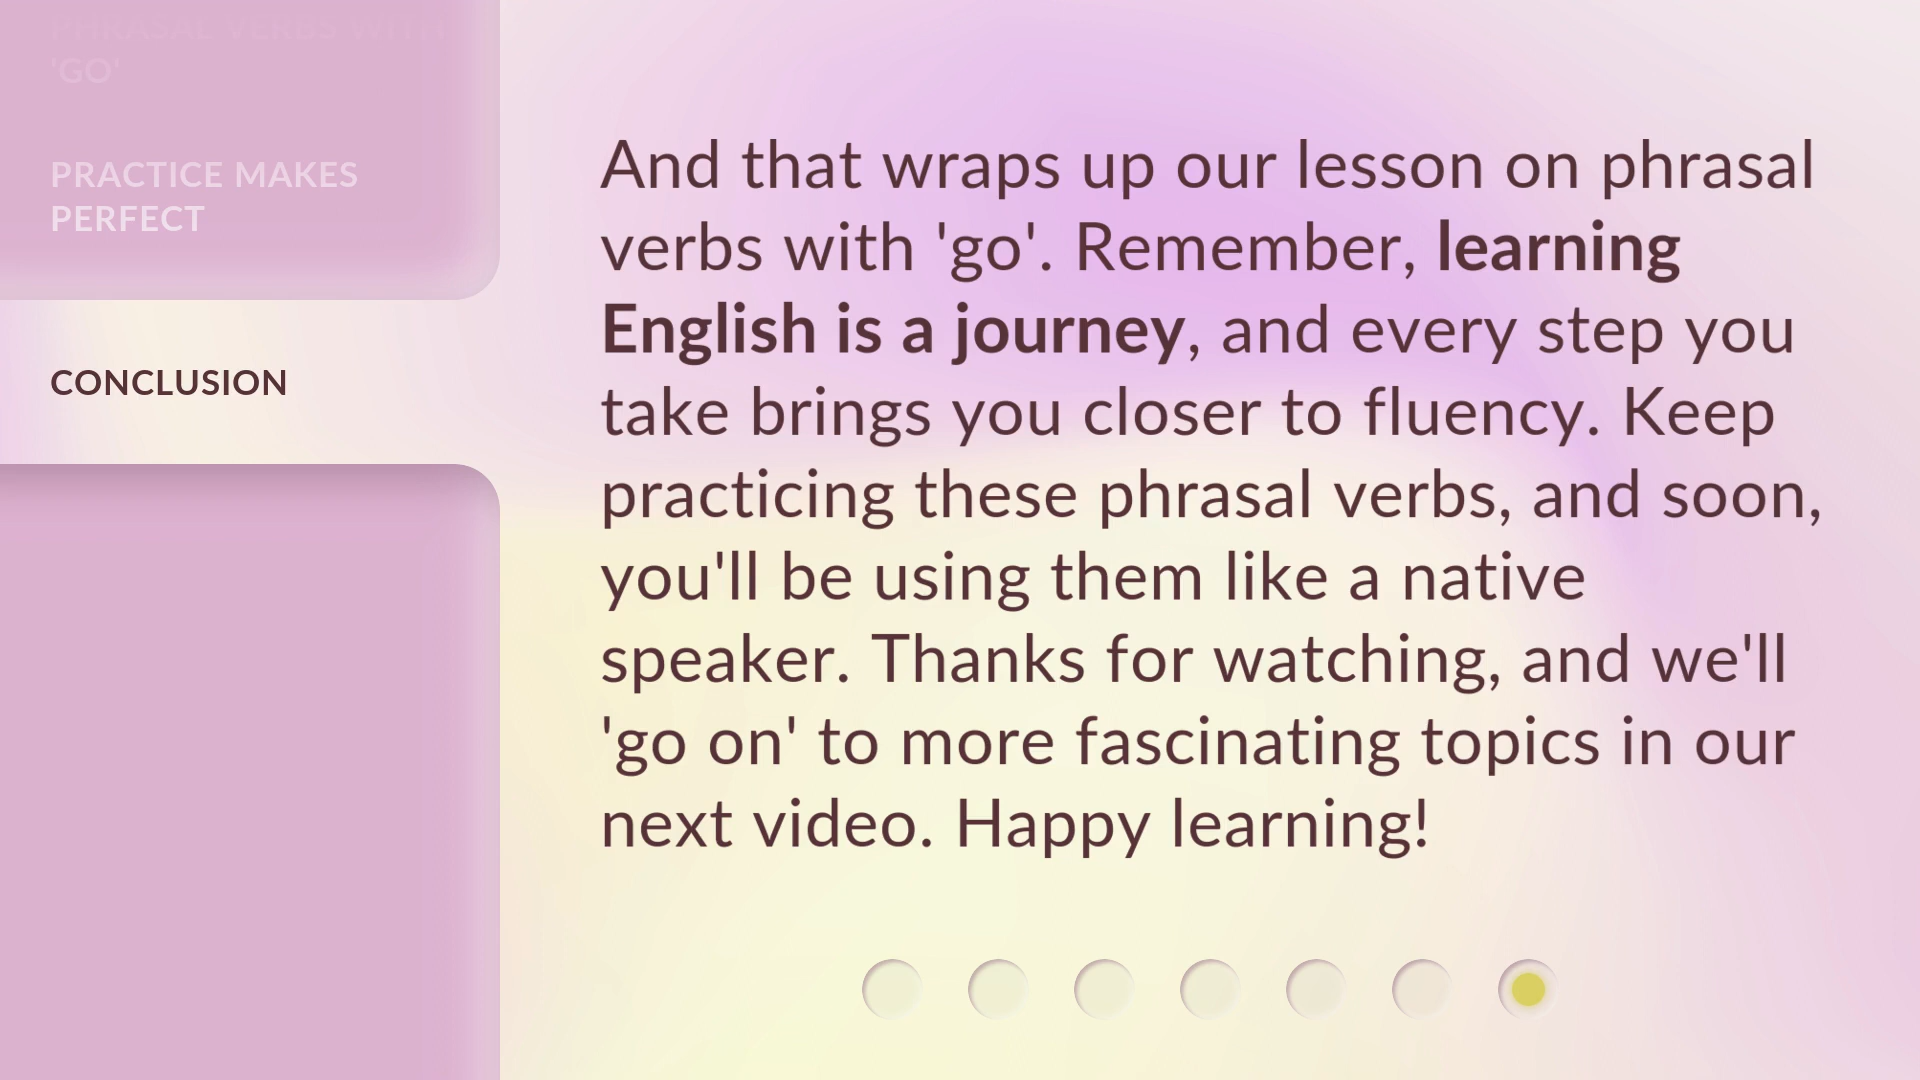 PHRASAL VERBS WITH
'GO'
PRACTICE MAKES
PERFECT
CONCLUSION
And that wraps up our lesson on phrasal
verbs with 'go'. Remember, learning
English is a journey, and every step you
take brings you closer to fluency. Keep
practicing these phrasal verbs, and soon,
you'll be using them like a native
speaker. Thanks for watching, and we'll
'go on' to more fascinating topics in our
next video. Happy learning!